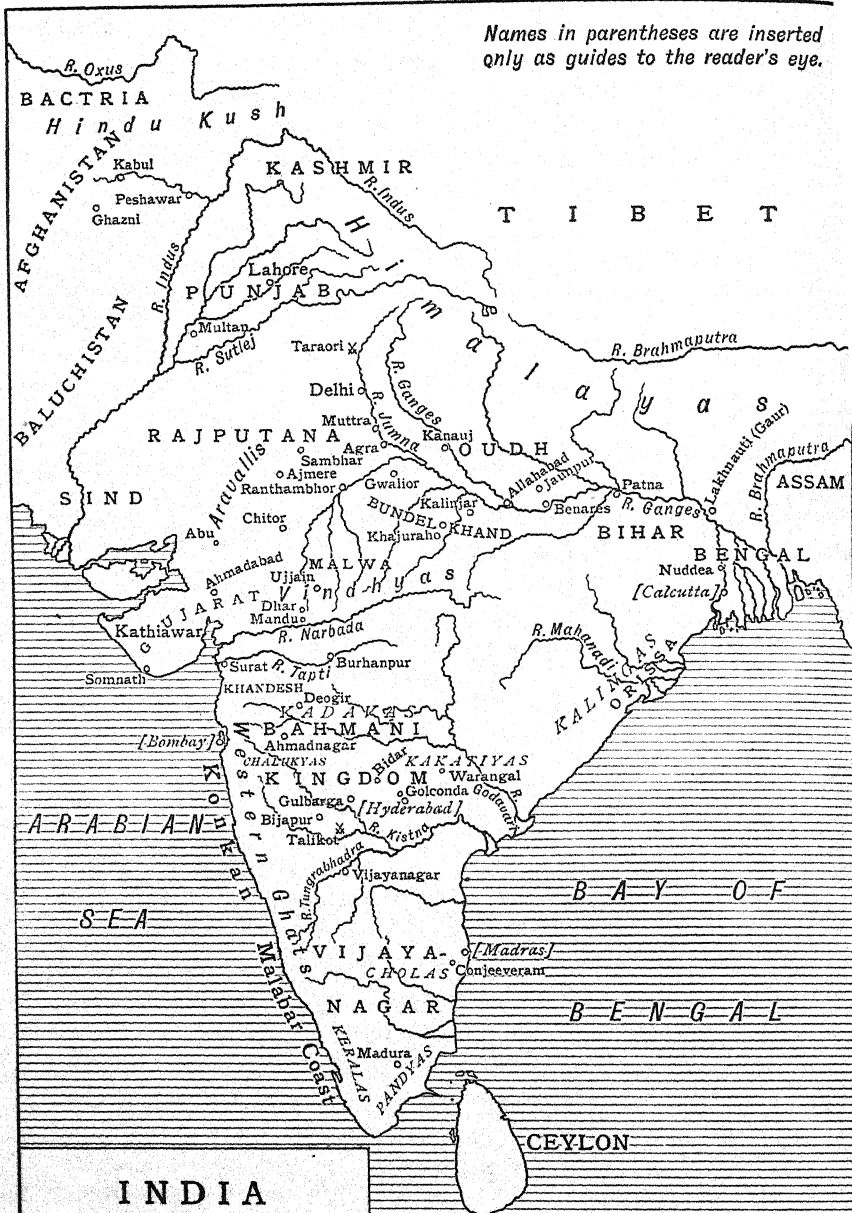 Names in parentheses are inserted
only as guides to the reader's eye.
R. Oxus
BACTRIA
Hindu Kush
AFGHANISTAN
Kabul
Peshawar
Ghazni
KASHMIR
R. Indus
TIBET
Himalayas
R. Indus
Lahore
PUNJAB
Multan
R. Sutlej
BALUCHISTAN
Taraori
R. Brahmaputra
Delhi
R. Ganges
R. Jumna
Muttra
Agra
Kanauj
OUDH
RAJPUTANA
Sambhar
Ajmere
Ranthambhor
Aravallis
Gwalior
Allahabad
Jaunpur
Benares
Patna
R. Ganges
Lakhnauti (Gaur)
R. Brahmaputra
ASSAM
SIND
Chitor
Abu
Kalinjar
BUNDEL-
KHAND
Khajuraho
BIHAR
BENGAL
Nuddea
[Calcutta]
Ahmadabad
GUJARAT
MALWA
Ujjain
Vindhyas
Dhar
Mandu
R. Narbada
Kathiawar
Somnath
Surat
R. Tapti
Burhanpur
R. Mahanadi
KALINGAS
ORISSA
KHANDESH
Deogir
KADAKAS
[Bombay]
BAHMANI
Ahmadnagar
CHALUKYAS
Bidar
KAKATIYAS
KINGDOM
Warangal
Golconda
Gulbarga
[Hyderabad]
R. Godavari
Bijapur
Talikot
R. Kistna
Western Ghats
Konkan
ARABIAN
SEA
R. Tungrabhadra
Vijayanagar
BAY OF
BENGAL
VIJAYA-
NAGAR
[Madras]
CHOLAS
Conjeeveram
Malabar Coast
KERALAS
Madura
PANDYAS
CEYLON
INDIA